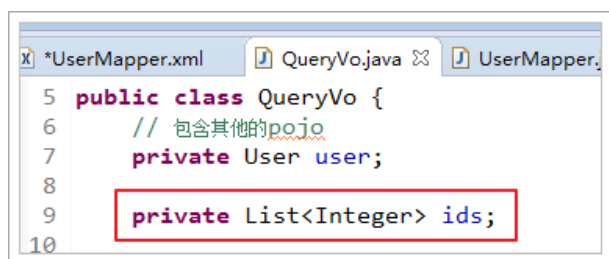 *UserMapper.xml QueryVo.java UserMapper.j
5 public class QueryVo {
6 // 包含其他的pojo
7 private User user;
8
9 private List<Integer> ids;
10